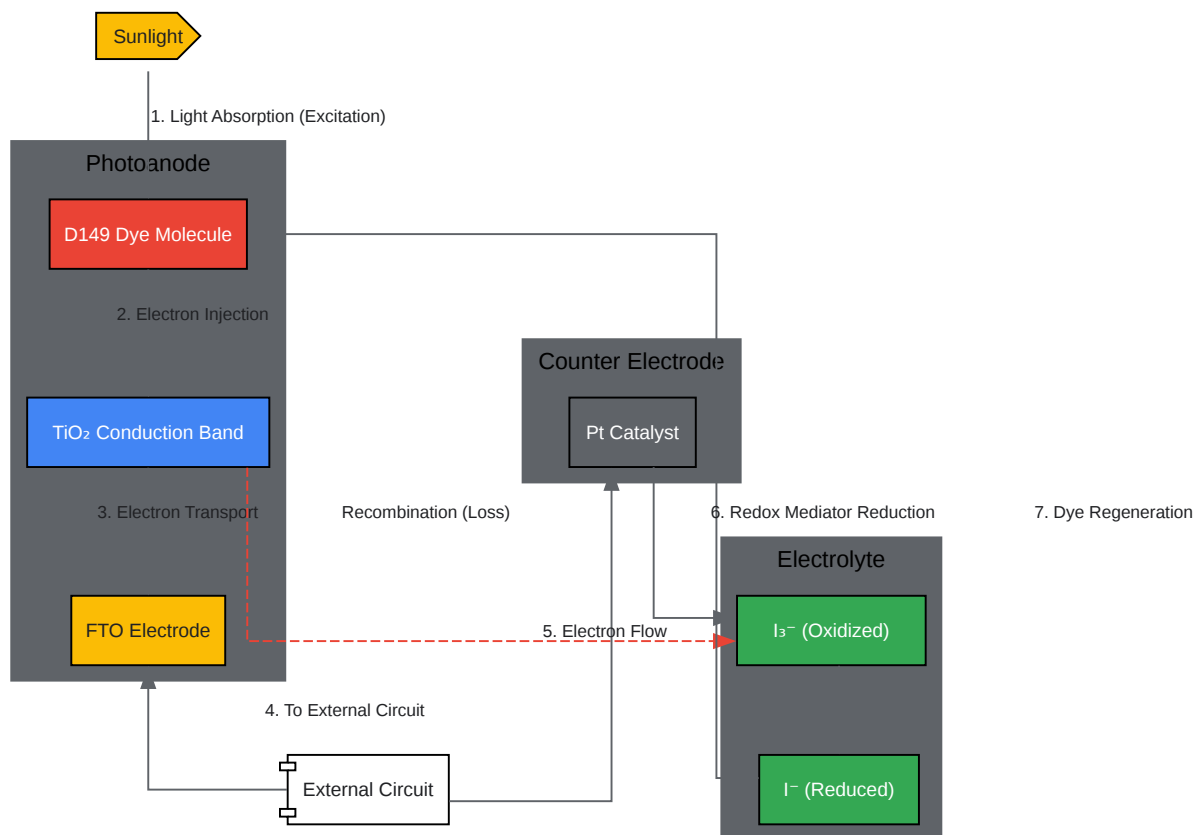 Sunlight
1. Light Absorption (Excitation)
Photoanode
D149 Dye Molecule
2. Electron Injection
Counter Electrode
TiO₂ Conduction Band
Pt Catalyst
3. Electron Transport
Recombination (Loss)
6. Redox Mediator Reduction
7. Dye Regeneration
Electrolyte
FTO Electrode
5. Electron Flow
I₃⁻ (Oxidized)
4. To External Circuit
External Circuit
I⁻ (Reduced)